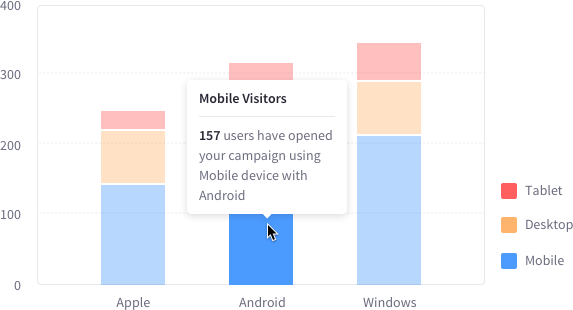 400
300
200
100
0
Mobile Visitors
157 users have opened
your campaign using
Mobile device with
Android
Apple
Android
Windows
Tablet
Desktop
Mobile